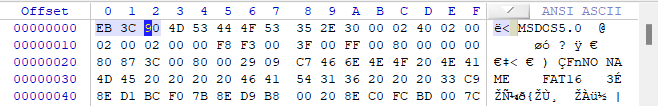 Offset 0 1 2 3 4 5 6 7 8 9 A B C D E F ANSI ASCII
00000000 EB 3C 90 4D 53 44 4F 53 35 2E 30 00 02 40 02 00 ë< MSDOS5.0 @
00000010 02 00 02 00 00 F8 F3 00 3F 00 FF 00 80 00 00 00 øó ? ÿ €
00000020 80 87 3C 00 80 00 29 09 C7 46 6E 4E 4F 20 4E 41 €‡< € ) ÇFnNO NA
00000030 4D 45 20 20 20 20 46 41 54 31 36 20 20 20 33 C9 ME FAT16 3É
00000040 8E D1 BC F0 7B 8E D9 B8 00 20 8E C0 FC BD 00 7C ŽÑ¼ð{ŽÙ¸ ŽÀü½ |